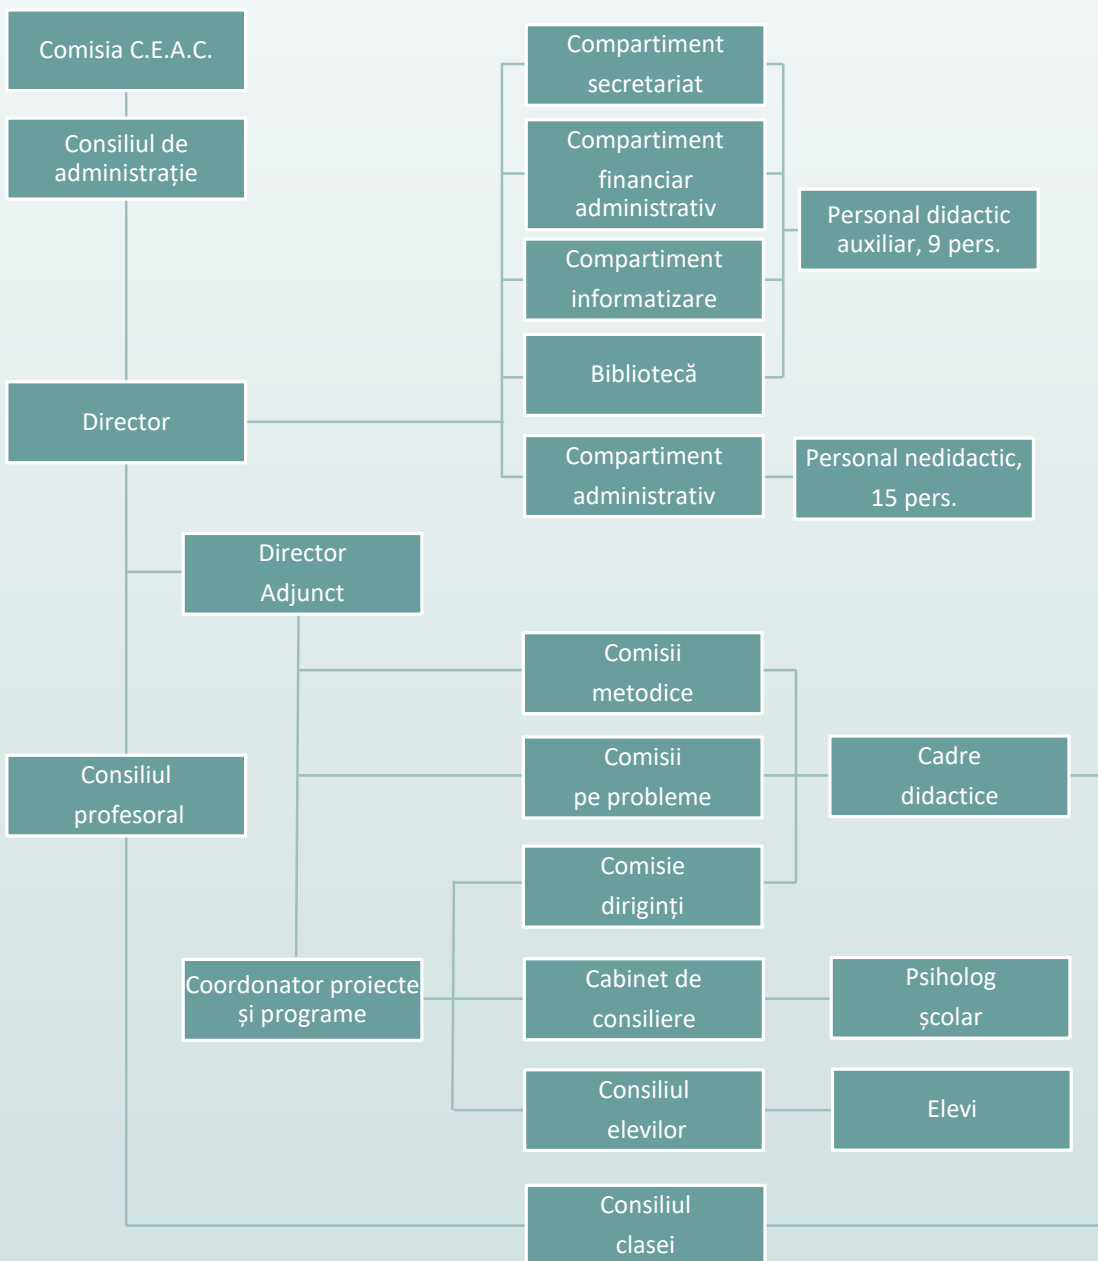 Comisia C.E.A.C.
Consiliul de
administrație
Director
Compartiment
secretariat
Compartiment
financiar
administrativ
Compartiment
informatizare
Bibliotecă
Compartiment
administrativ
Personal didactic
auxiliar, 9 pers.
Personal nedidactic,
15 pers.
Director
Adjunct
Consiliul
profesoral
Comisii
metodice
Comisii
pe probleme
Comisie
diriginți
Cadre
didactice
Coordonator proiecte
și programe
Cabinet de
consiliere
Psiholog
școlar
Consiliul
elevilor
Elevi
Consiliul
clasei